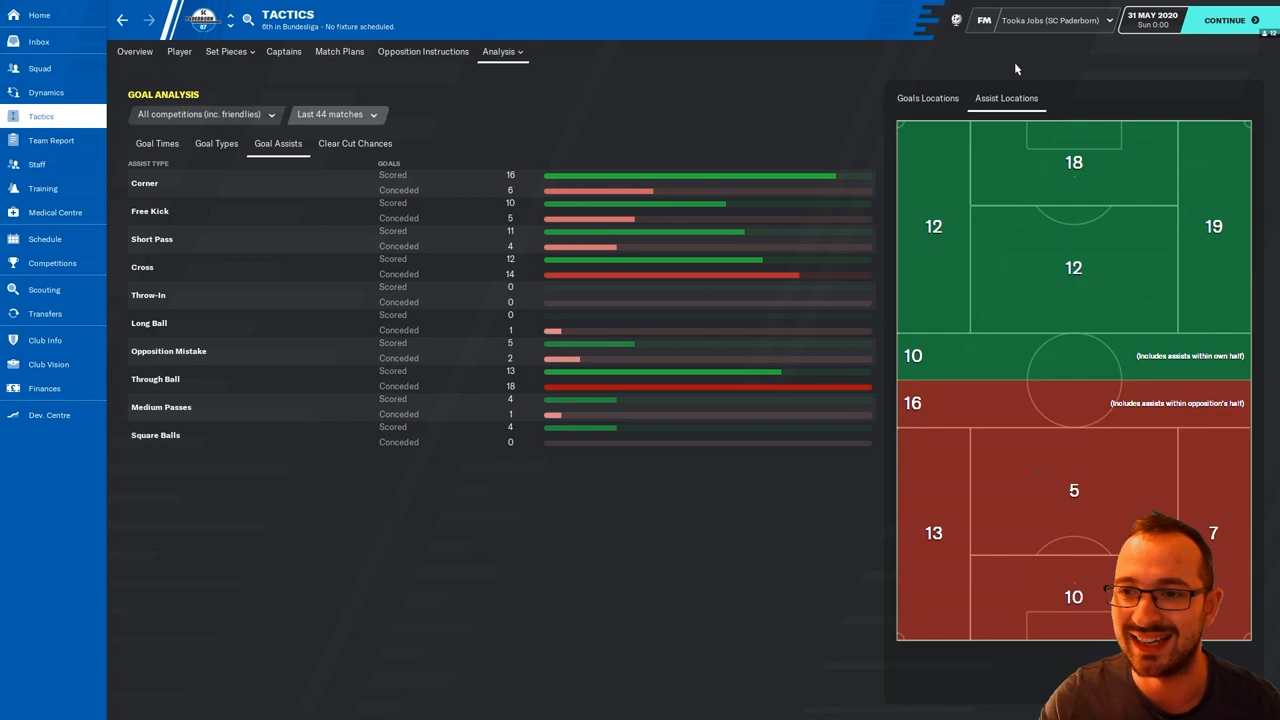 Home
Inbox
Squad
Dynamics
Tactics
Team Report
Staff
Training
Medical Centre
Schedule
Competitions
Scouting
Transfers
Club Info
Club Vision
Finances
Dev. Centre
TACTICS
6th in Bundesliga - No fixture scheduled.
FM
Tooka Jobs (SC Paderborn)
31 MAY 2020
Sun 0:00
CONTINUE
12
Overview
Player
Set Pieces
Captains
Match Plans
Opposition Instructions
Analysis
GOAL ANALYSIS
All competitions (inc. friendlies)
Last 44 matches
Goal Times
Goal Types
Goal Assists
Clear Cut Chances
ASSIST TYPE GOALS
Corner
Scored 16
Conceded 6
Free Kick
Scored 10
Conceded 5
Short Pass
Scored 11
Conceded 4
Cross
Scored 12
Conceded 14
Throw-In
Scored 0
Conceded 0
Long Ball
Scored 0
Conceded 1
Opposition Mistake
Scored 5
Conceded 2
Through Ball
Scored 13
Conceded 18
Medium Passes
Scored 4
Conceded 1
Square Balls
Scored 4
Conceded 0
Goals Locations
Assist Locations
18
12
19
12
10
(Includes assists within own half)
16
(Includes assists within opposition's half)
5
13
7
10